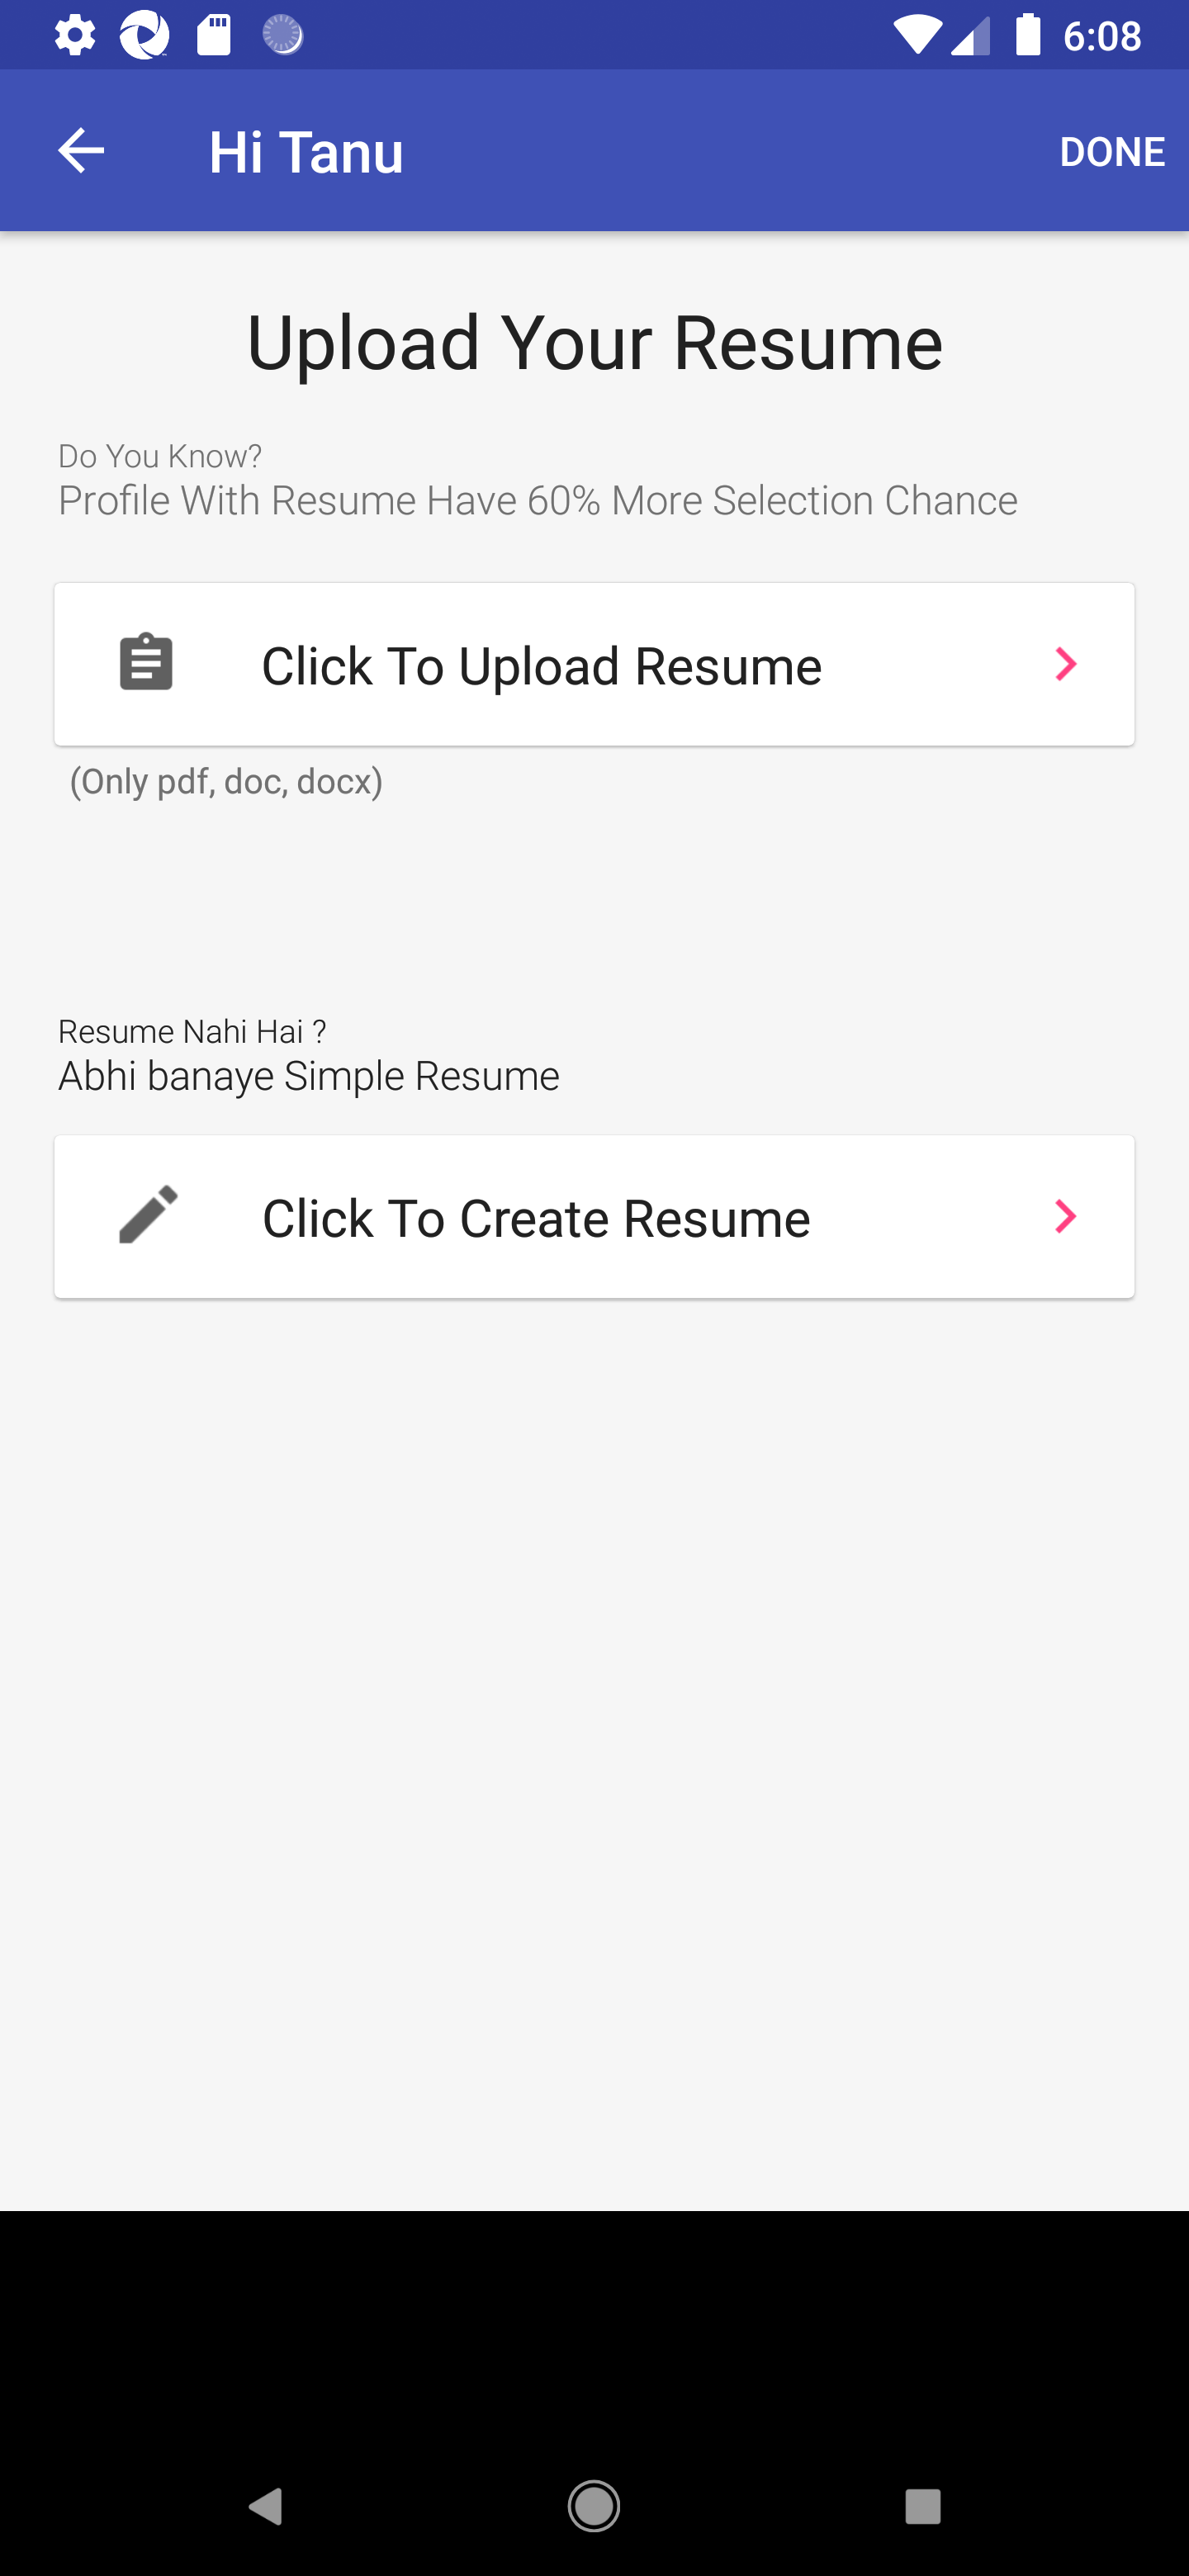 6:08
Hi Tanu
DONE
Upload Your Resume
Do You Know?
Profile With Resume Have 60% More Selection Chance
Click To Upload Resume
(Only pdf, doc, docx)
Resume Nahi Hai ?
Abhi banaye Simple Resume
Click To Create Resume